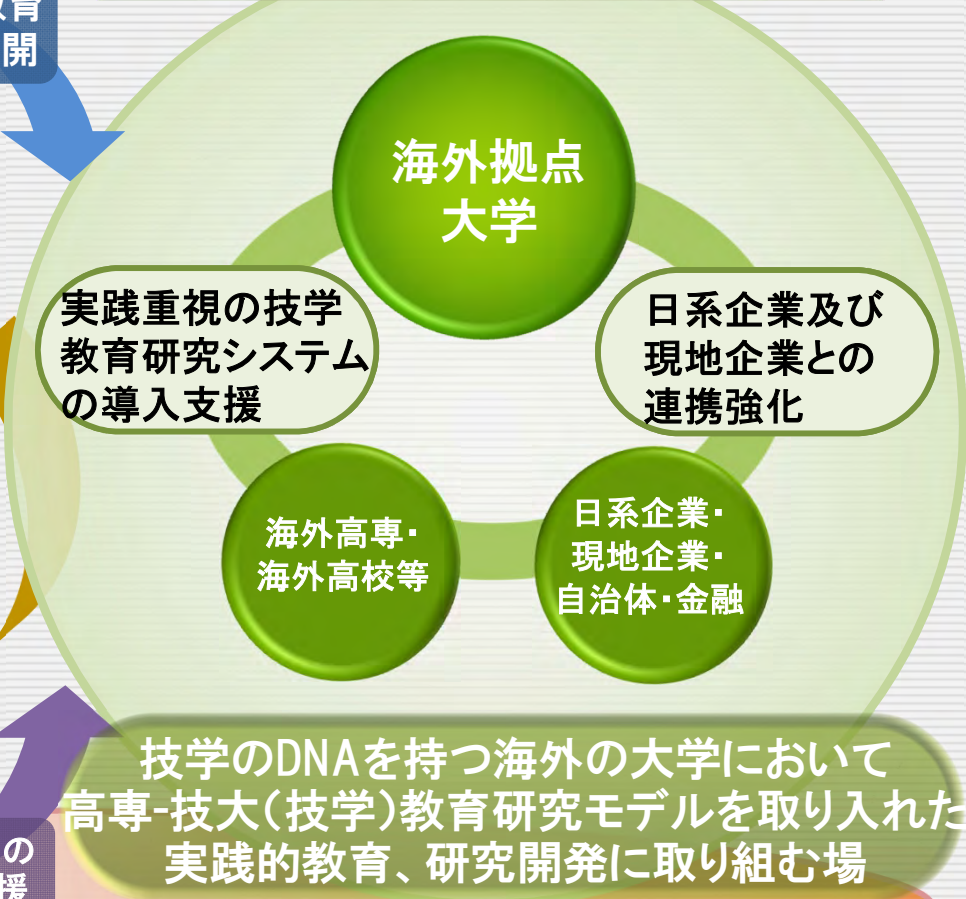 教育
開
海外拠点
大学
実践重視の技学
教育研究システム
の導入支援
日系企業及び
現地企業との
連携強化
海外高専・
海外高校等
日系企業・
現地企業・
自治体・金融
技学のDNAを持つ海外の大学において
高専-技大（技学）教育研究モデルを取り入れた
実践的教育、研究開発に取り組む場
の
援